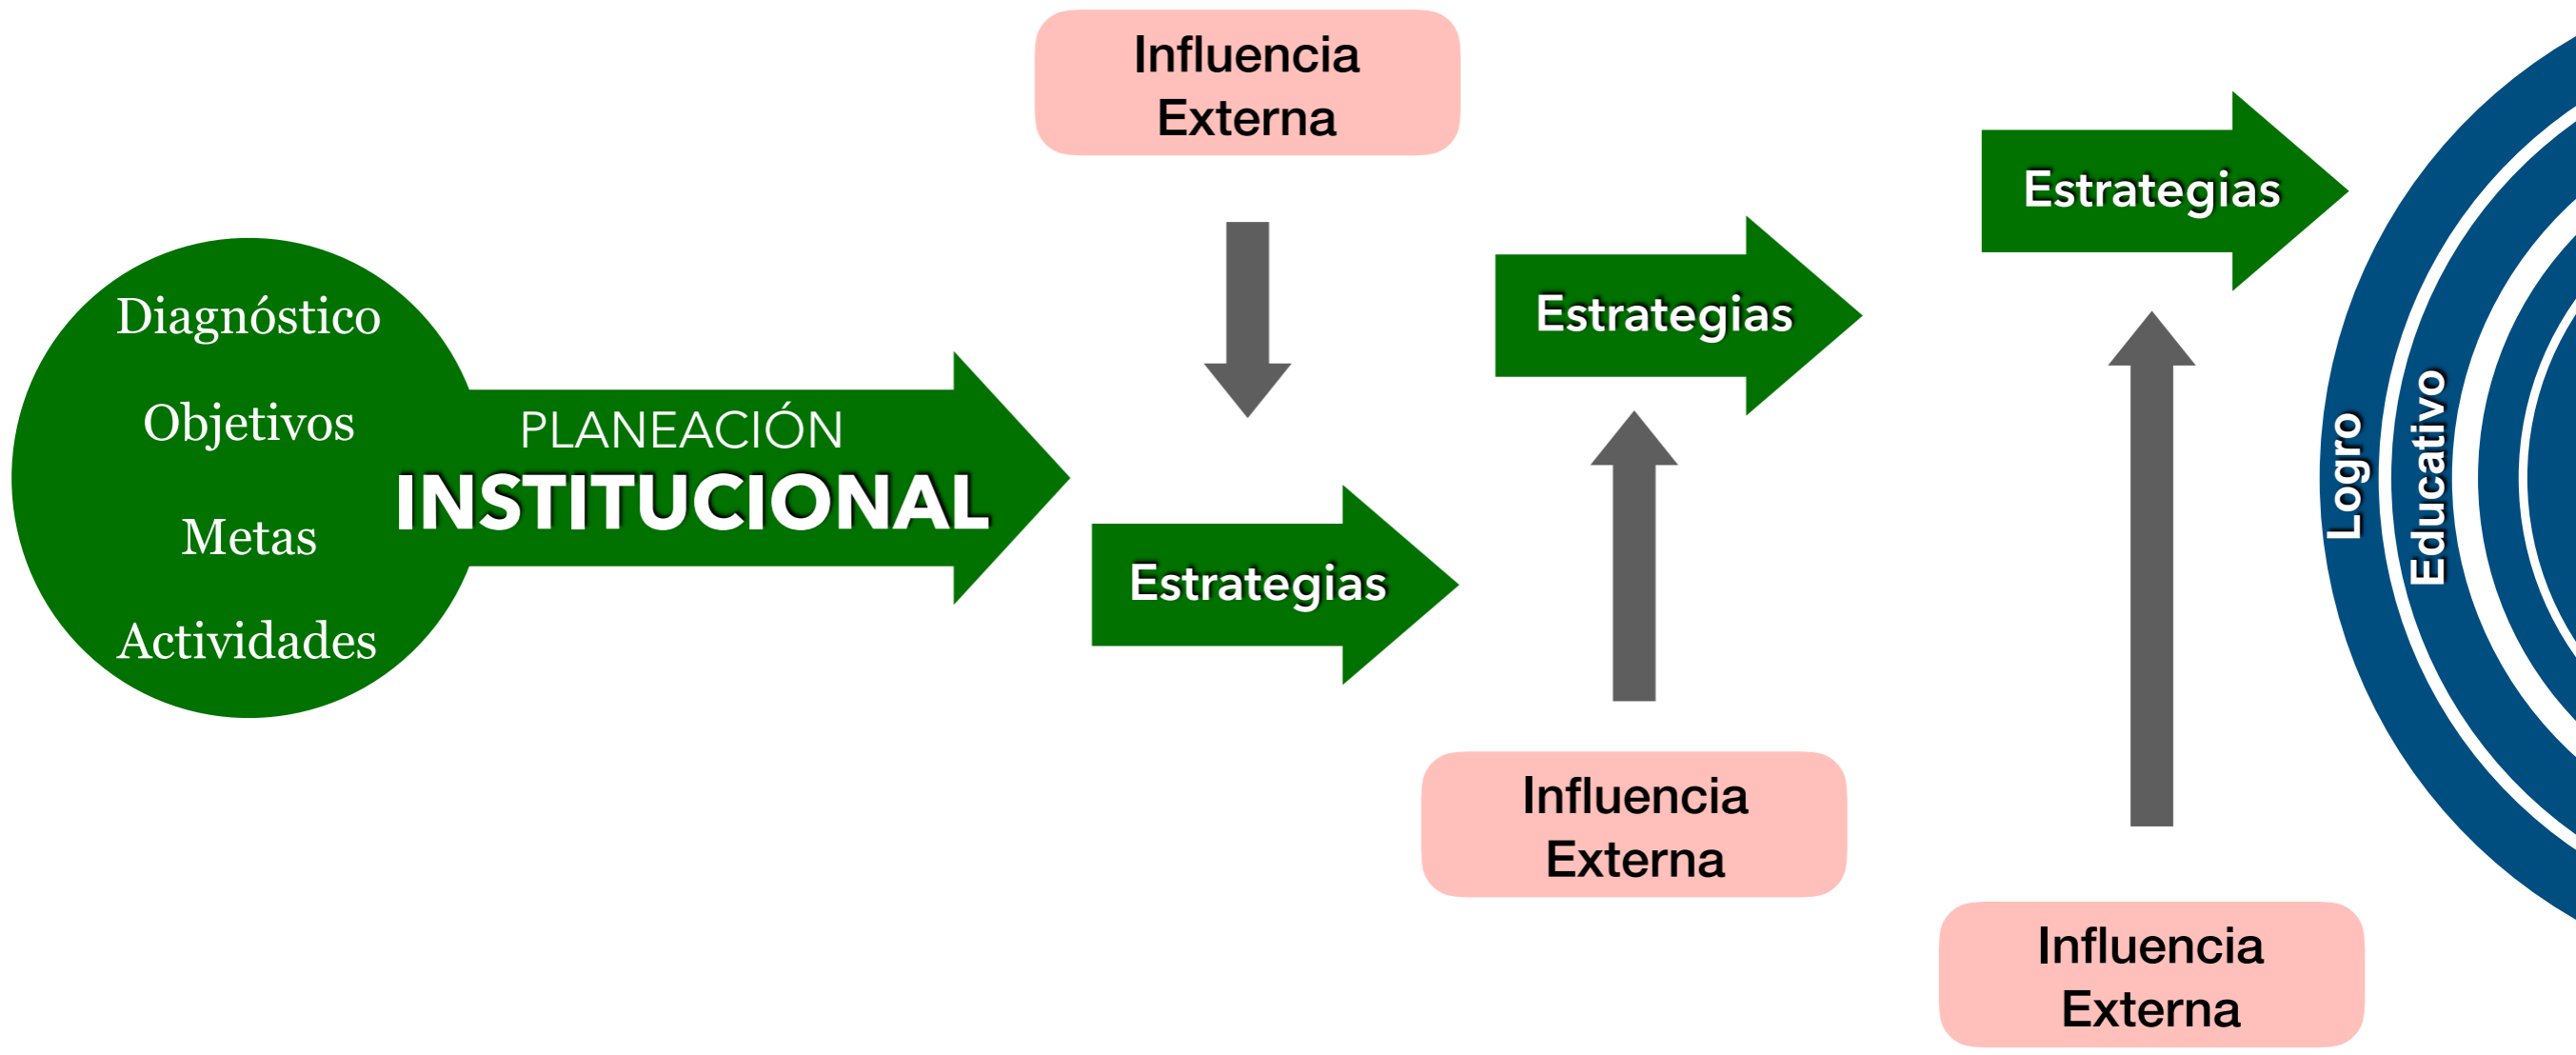 Diagnóstico
Objetivos
Metas
Actividades
PLANEACIÓN
INSTITUCIONAL
Influencia
Externa
Estrategias
Estrategias
Influencia
Externa
Estrategias
Influencia
Externa
Logro
Educativo